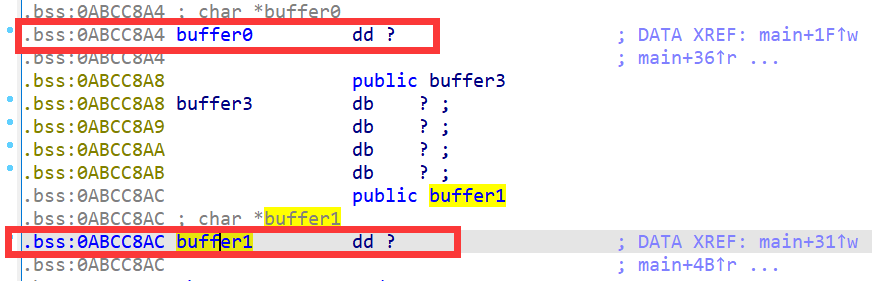 .bss:0ABCC8A4 ; char *buffer0
.bss:0ABCC8A4 buffer0 dd ? ; DATA XREF: main+1F↑w
.bss:0ABCC8A4 ; main+36↑r ...
.bss:0ABCC8A8 public buffer3
.bss:0ABCC8A8 buffer3 db ? ;
.bss:0ABCC8A9 db ? ;
.bss:0ABCC8AA db ? ;
.bss:0ABCC8AB db ? ;
.bss:0ABCC8AC public buffer1
.bss:0ABCC8AC ; char *buffer1
.bss:0ABCC8AC buffer1 dd ? ; DATA XREF: main+31↑w
.bss:0ABCC8AC ; main+4B↑r ...